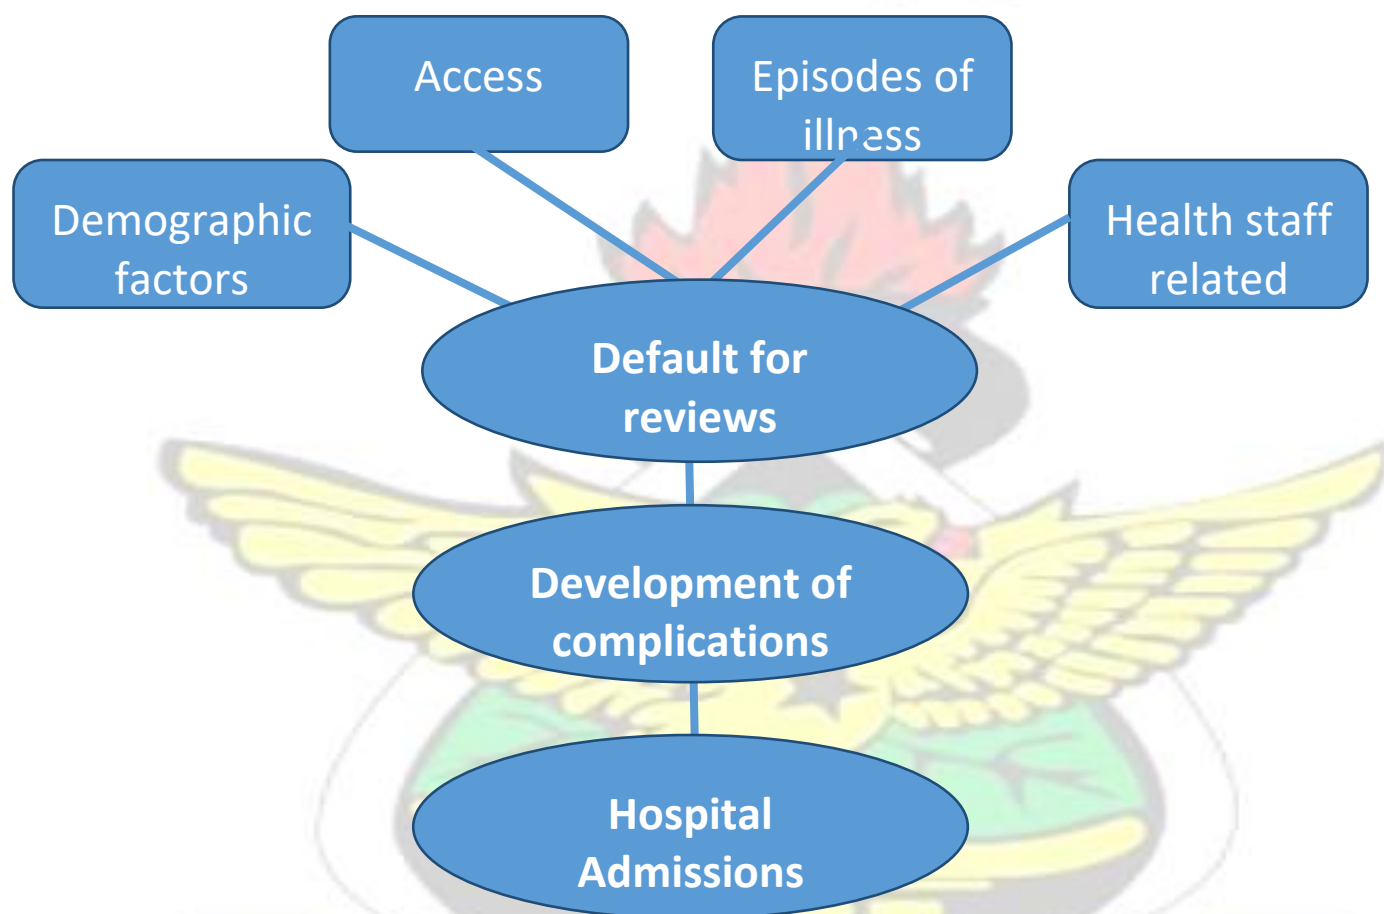 Access
Episodes of
illness
Demographic
factors
Health staff
related
Default for
reviews
Development of
complications
Hospital
Admissions